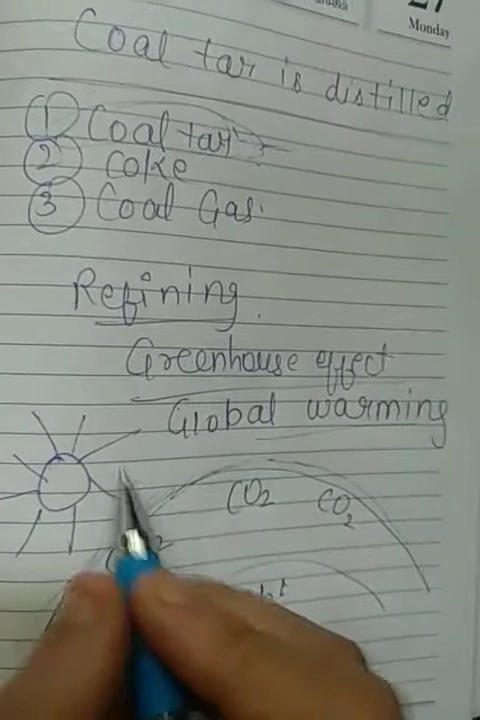 27
Monday
Coal tar is distilled
1 Coal tar
2 Coke
3 Coal Gas.
Refining.
Greenhouse effect
Global warming
CO2 CO2